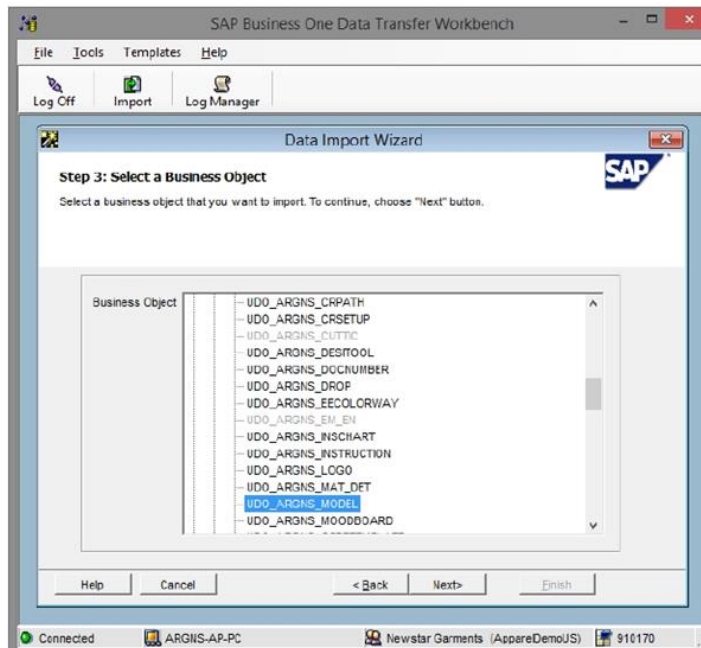 SAP Business One Data Transfer Workbench
File Tools Templates Help
Log Off Import Log Manager
Data Import Wizard
Step 3: Select a Business Object
SAP
Select a business object that you want to import. To continue, choose "Next" button.
Business Object
UDO_ARGNS_CRPATH
UDO_ARGNS_CRSETUP
UDO_ARGNS_CUTTIC
UDO_ARGNS_DESITOOL
UDO_ARGNS_DOCNUMBER
UDO_ARGNS_DROP
UDO_ARGNS_EECOLORWAY
UDO_ARGNS_EM_EN
UDO_ARGNS_INSCHART
UDO_ARGNS_INSTRUCTION
UDO_ARGNS_LOGO
UDO_ARGNS_MAT_DET
UDO_ARGNS_MODEL
UDO_ARGNS_MOODBOARD
Help Cancel < Back Next> Finish
Connected ARGNS-AP-PC Newstar Garments (AppareDemoUS) 910170